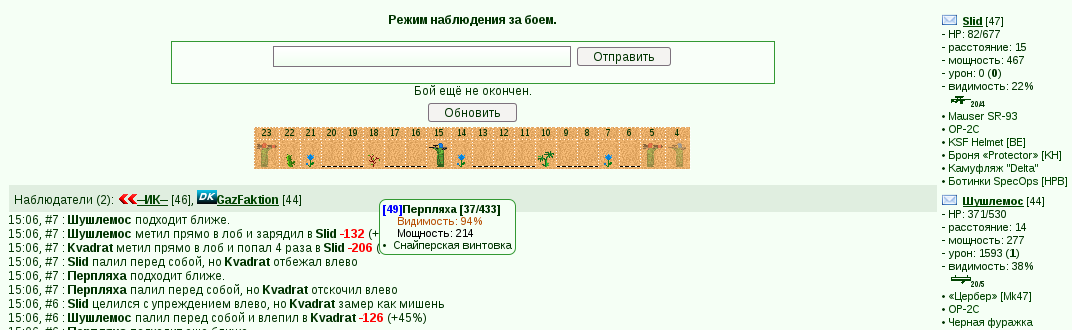 Режим наблюдения за боем.
Отправить
Бой ещё не окончен.
Обновить
23 22 21 20 19 18 17 16 15 14 13 12 11 10 9 8 7 6 5 4
Наблюдатели (2): —ИК— [46], DK GazFaktion [44]
[49]Перпляха [37/433]
Видимость: 94%
Мощность: 214
• Снайперская винтовка
15:06, #7 : Шушлемос подходит ближе.
15:06, #7 : Шушлемос метил прямо в лоб и зарядил в Slid -132 (+
15:06, #7 : Kvadrat метил прямо в лоб и попал 4 раза в Slid -206 (
15:06, #7 : Slid палил перед собой, но Kvadrat отбежал влево
15:06, #7 : Перпляха подходит ближе.
15:06, #7 : Перпляха палил перед собой, но Kvadrat отскочил влево
15:06, #6 : Slid целился с упреждением влево, но Kvadrat замер как мишень
15:06, #6 : Шушлемос палил перед собой и влепил в Kvadrat -126 (+45%)
Slid [47]
- HP: 82/677
- расстояние: 15
- мощность: 467
- урон: 0 (0)
- видимость: 22%
20/4
• Mauser SR-93
• OP-2C
• KSF Helmet [BE]
• Броня «Protector» [KH]
• Камуфляж "Delta"
• Ботинки SpecOps [HPB]
Шушлемос [44]
- HP: 371/530
- расстояние: 14
- мощность: 277
- урон: 1593 (1)
- видимость: 38%
20/5
• «Цербер» [Mk47]
• OP-2C
• Черная фуражка